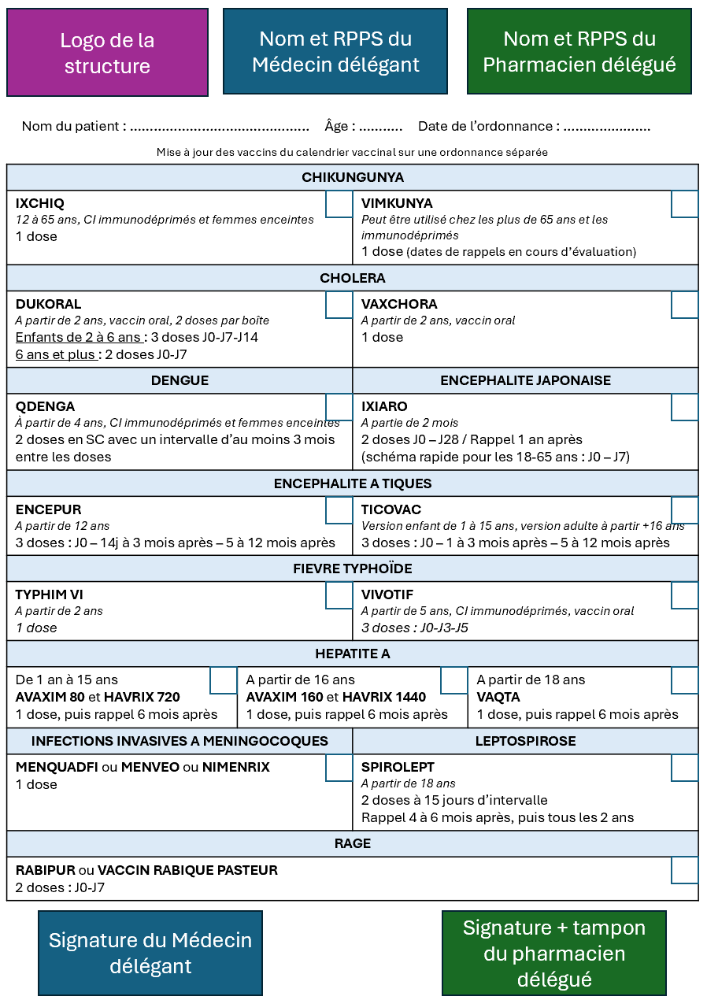 Logo de la
structure
Nom et RPPS du
Médecin délégant
Nom et RPPS du
Pharmacien délégué
Nom du patient : ............................................. Âge : ........... Date de l'ordonnance : ......................
Mise à jour des vaccins du calendrier vaccinal sur une ordonnance séparée
CHIKUNGUNYA
IXCHIQ
12 à 65 ans, CI immunodéprimés et femmes enceintes
1 dose
VIMKUNYA
Peut être utilisé chez les plus de 65 ans et les
immunodéprimés
1 dose (dates de rappels en cours d'évaluation)
CHOLERA
DUKORAL
A partir de 2 ans, vaccin oral, 2 doses par boîte
Enfants de 2 à 6 ans : 3 doses J0-J7-J14
6 ans et plus : 2 doses J0-J7
VAXCHORA
A partir de 2 ans, vaccin oral
1 dose
DENGUE
ENCEPHALITE JAPONAISE
QDENGA
À partir de 4 ans, CI immunodéprimés et femmes enceintes
2 doses en SC avec un intervalle d'au moins 3 mois
entre les doses
IXIARO
A partie de 2 mois
2 doses J0 – J28 / Rappel 1 an après
(schéma rapide pour les 18-65 ans : J0 – J7)
ENCEPHALITE A TIQUES
ENCEPUR
A partir de 12 ans
3 doses : J0 – 14j à 3 mois après – 5 à 12 mois après
TICOVAC
Version enfant de 1 à 15 ans, version adulte à partir +16 ans
3 doses : J0 – 1 à 3 mois après – 5 à 12 mois après
FIEVRE TYPHOÏDE
TYPHIM VI
A partir de 2 ans
1 dose
VIVOTIF
A partir de 5 ans, CI immunodéprimés, vaccin oral
3 doses : J0-J3-J5
HEPATITE A
De 1 an à 15 ans
AVAXIM 80 et HAVRIX 720
1 dose, puis rappel 6 mois après
A partir de 16 ans
AVAXIM 160 et HAVRIX 1440
1 dose, puis rappel 6 mois après
A partir de 18 ans
VAQTA
1 dose, puis rappel 6 mois après
INFECTIONS INVASIVES A MENINGOCOQUES
LEPTOSPIROSE
MENQUADFI ou MENVEO ou NIMENRIX
1 dose
SPIROLEPT
A partir de 18 ans
2 doses à 15 jours d'intervalle
Rappel 4 à 6 mois après, puis tous les 2 ans
RAGE
RABIPUR ou VACCIN RABIQUE PASTEUR
2 doses : J0-J7
Signature du Médecin
délégant
Signature + tampon
du pharmacien
délégué